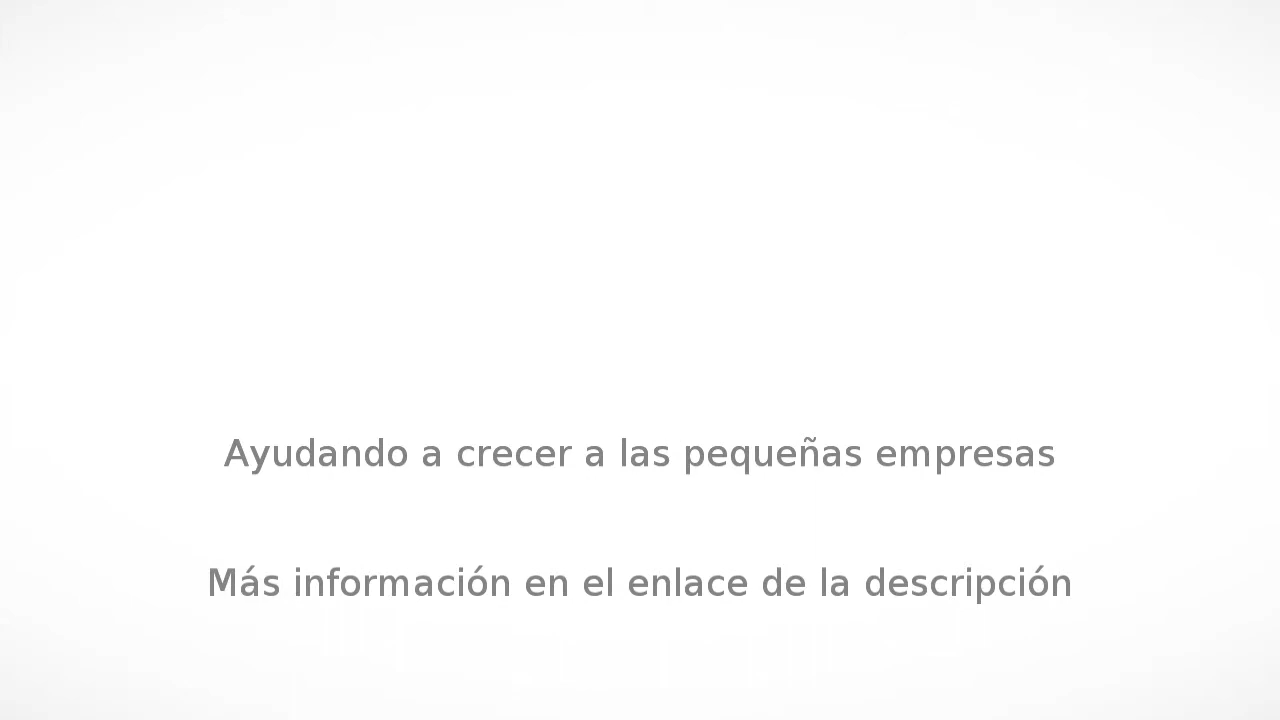 Ayudando a crecer a las pequeñas empresas
Más información en el enlace de la descripción